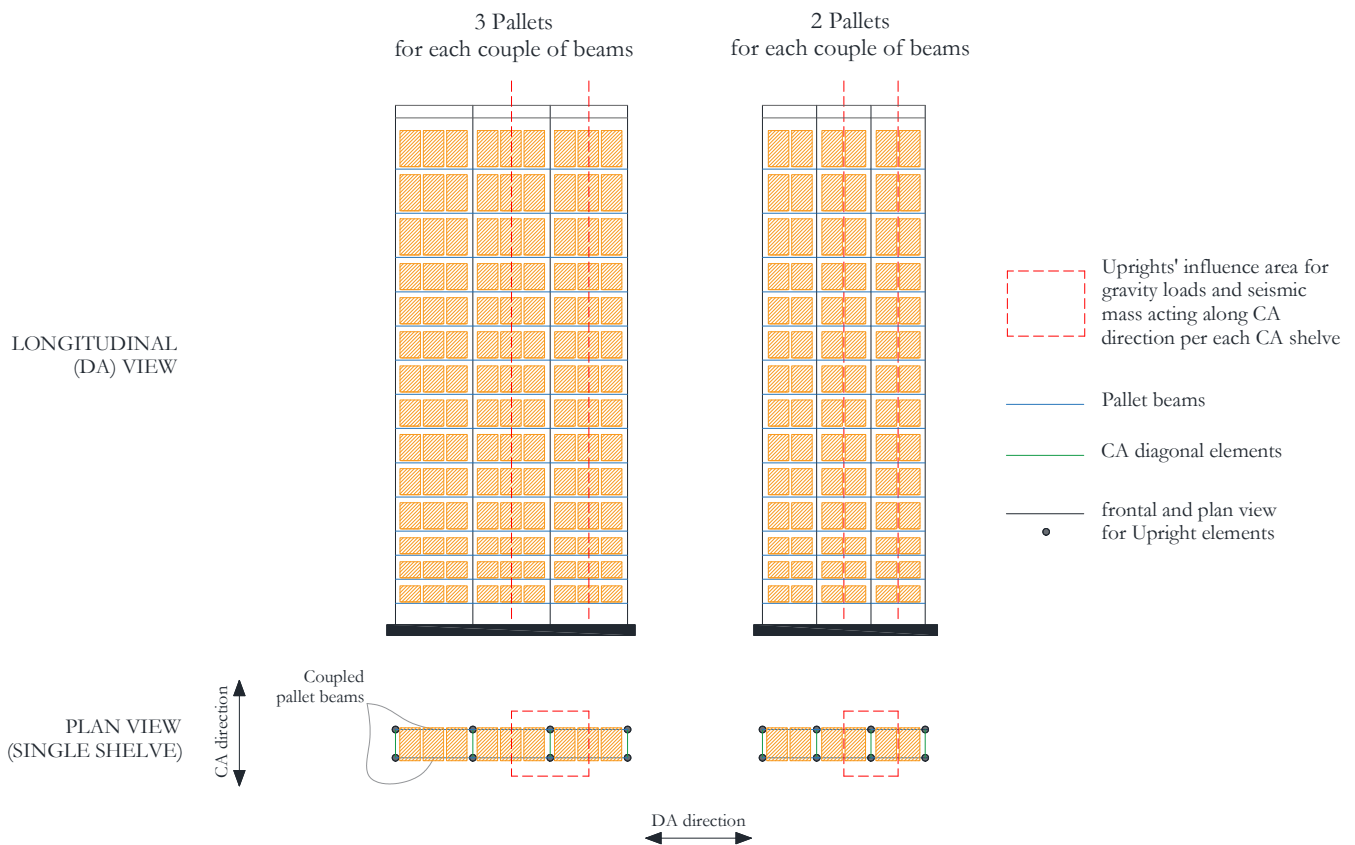 3 Pallets
for each couple of beams
2 Pallets
for each couple of beams
LONGITUDINAL
(DA) VIEW
Uprights' influence area for
gravity loads and seismic
mass acting along CA
direction per each CA shelve
Pallet beams
CA diagonal elements
frontal and plan view
for Upright elements
PLAN VIEW
(SINGLE SHELVE)
CA direction
Coupled
pallet beams
DA direction